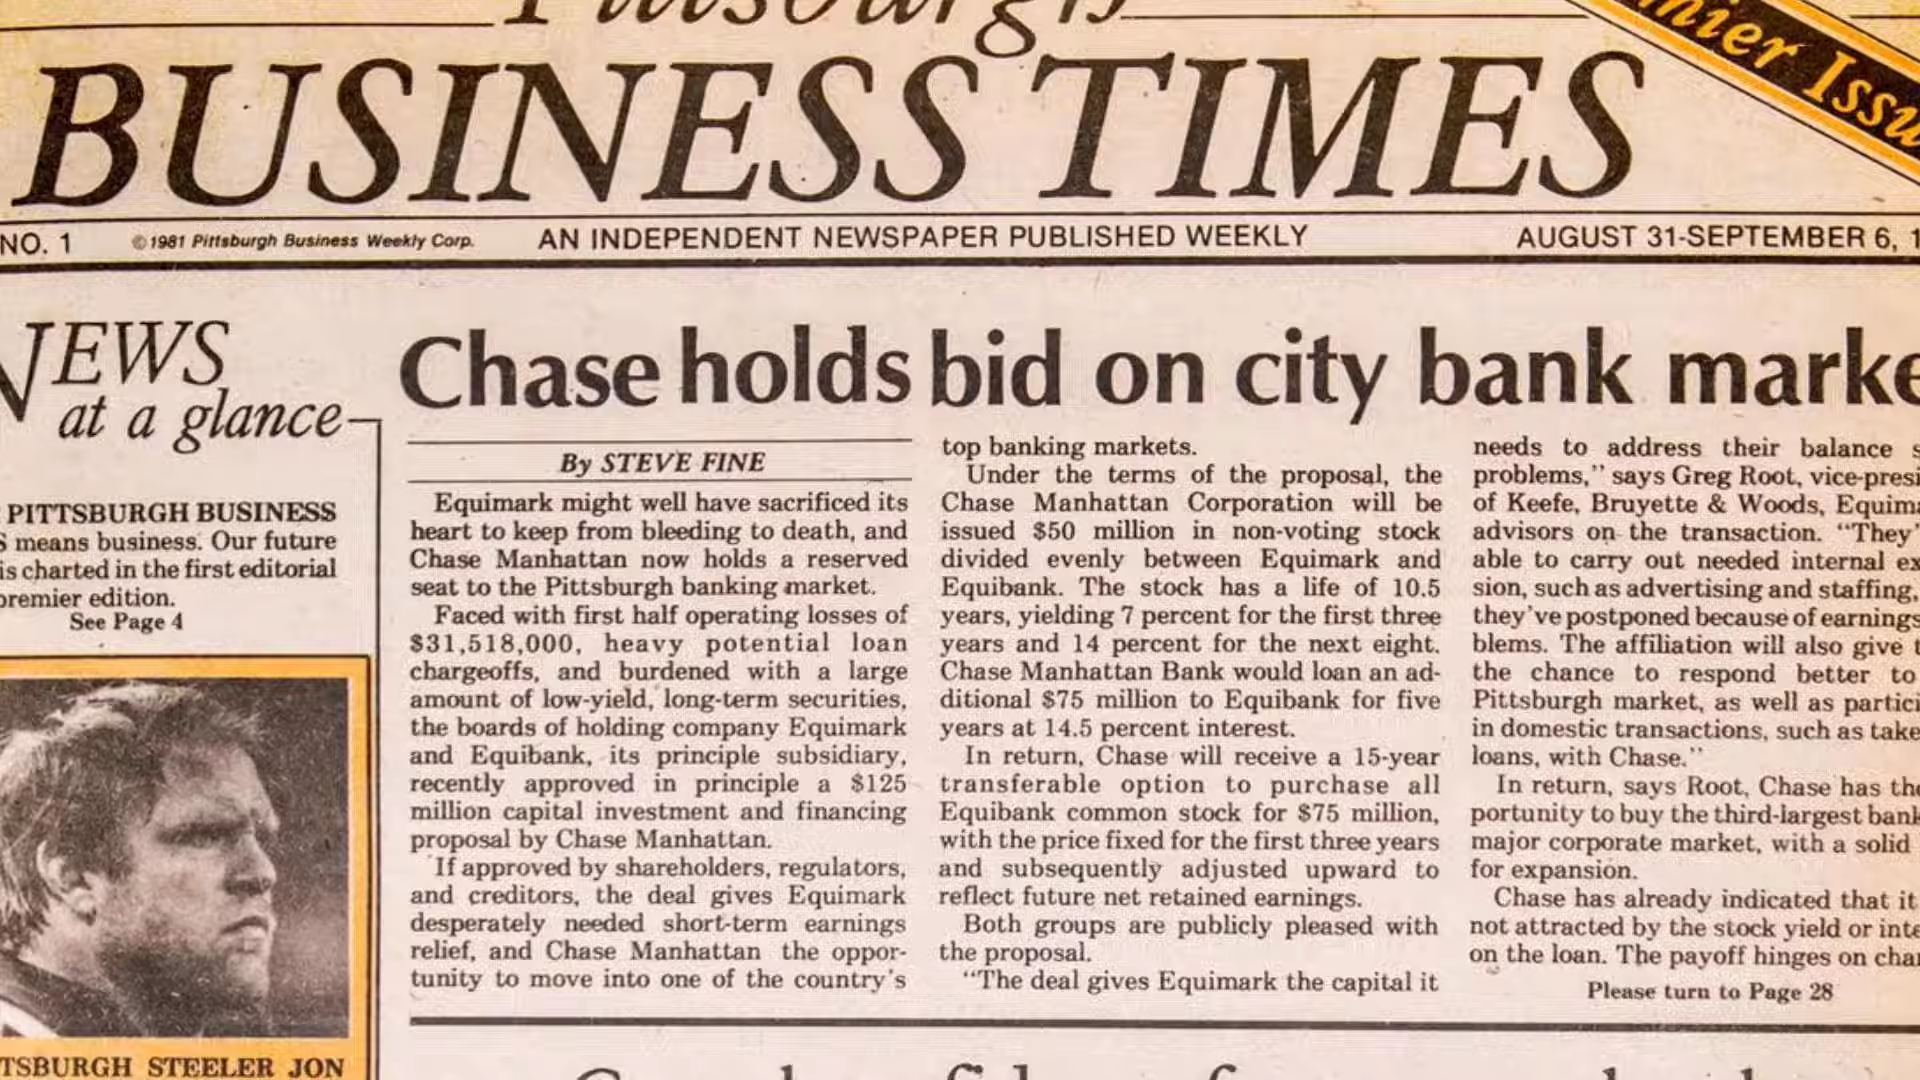 Pittsburgh
BUSINESS TIMES
Issu
NO. 1 © 1981 Pittsburgh Business Weekly Corp. AN INDEPENDENT NEWSPAPER PUBLISHED WEEKLY AUGUST 31-SEPTEMBER 6, 1
NEWS
at a glance
PITTSBURGH BUSINESS
S means business. Our future
is charted in the first editorial
premier edition.
See Page 4
TSBURGH STEELER JON
Chase holds bid on city bank marke
By STEVE FINE
Equimark might well have sacrificed its
heart to keep from bleeding to death, and
Chase Manhattan now holds a reserved
seat to the Pittsburgh banking market.
Faced with first half operating losses of
$31,518,000, heavy potential loan
chargeoffs, and burdened with a large
amount of low-yield, long-term securities,
the boards of holding company Equimark
and Equibank, its principle subsidiary,
recently approved in principle a $125
million capital investment and financing
proposal by Chase Manhattan.
If approved by shareholders, regulators,
and creditors, the deal gives Equimark
desperately needed short-term earnings
relief, and Chase Manhattan the oppor-
tunity to move into one of the country's
top banking markets.
Under the terms of the proposal, the
Chase Manhattan Corporation will be
issued $50 million in non-voting stock
divided evenly between Equimark and
Equibank. The stock has a life of 10.5
years, yielding 7 percent for the first three
years and 14 percent for the next eight.
Chase Manhattan Bank would loan an ad-
ditional $75 million to Equibank for five
years at 14.5 percent interest.
In return, Chase will receive a 15-year
transferable option to purchase all
Equibank common stock for $75 million,
with the price fixed for the first three years
and subsequently adjusted upward to
reflect future net retained earnings.
Both groups are publicly pleased with
the proposal.
"The deal gives Equimark the capital it
needs to address their balance s
problems," says Greg Root, vice-presi
of Keefe, Bruyette & Woods, Equima
advisors on the transaction. "They'
able to carry out needed internal ex
sion, such as advertising and staffing,
they've postponed because of earnings
blems. The affiliation will also give t
the chance to respond better to
Pittsburgh market, as well as partici
in domestic transactions, such as take
loans, with Chase."
In return, says Root, Chase has the
portunity to buy the third-largest bank
major corporate market, with a solid
for expansion.
Chase has already indicated that it
not attracted by the stock yield or inte
on the loan. The payoff hinges on chan
Please turn to Page 28